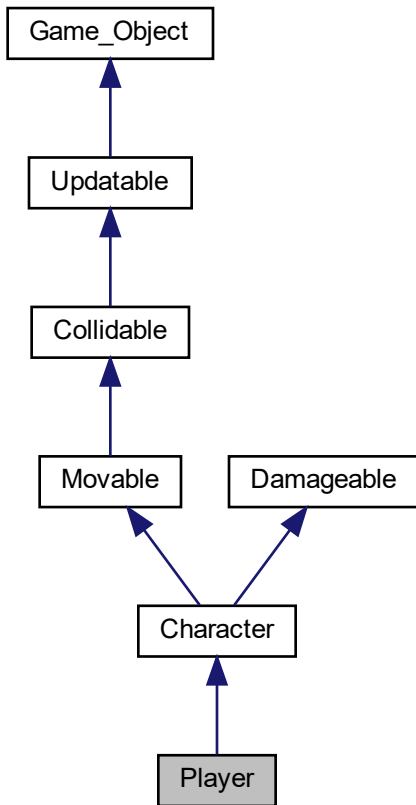 Game_Object
Updatable
Collidable
Movable
Damageable
Character
Player